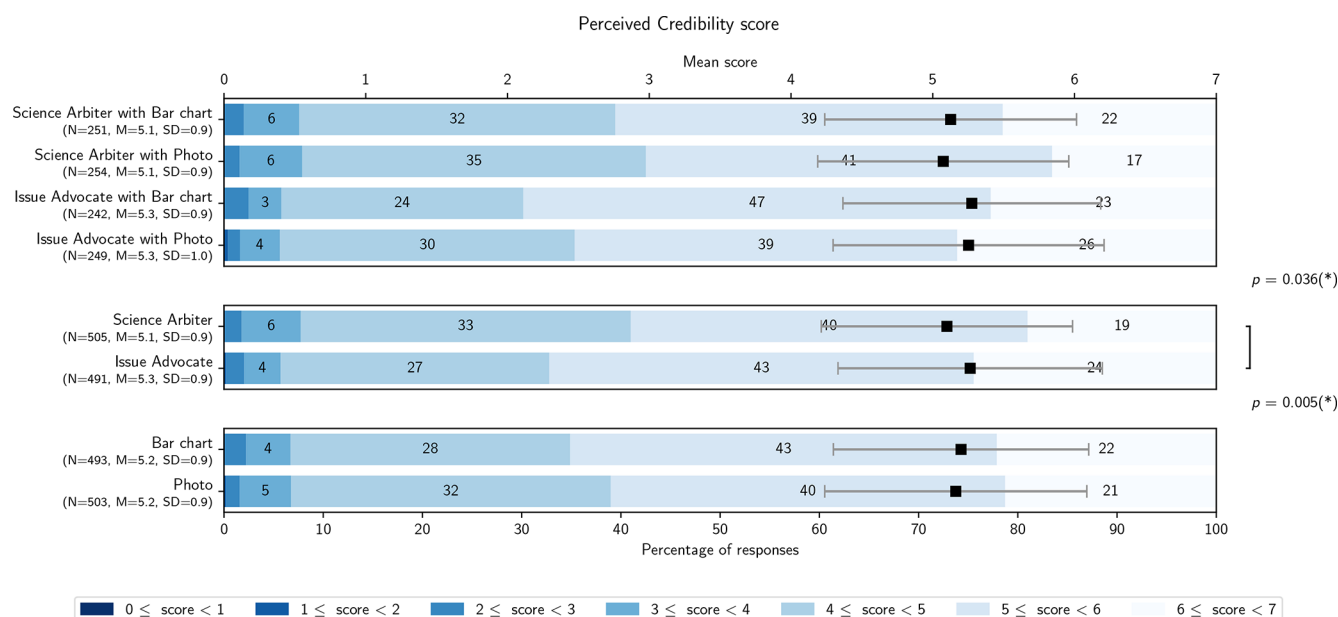 Perceived Credibility score
Mean score
0 1 2 3 4 5 6 7
Science Arbiter with Bar chart 6 32 39 22
(N=251, M=5.1, SD=0.9)
Science Arbiter with Photo 6 35 41 17
(N=254, M=5.1, SD=0.9)
Issue Advocate with Bar chart 3 24 47 23
(N=242, M=5.3, SD=0.9)
Issue Advocate with Photo 4 30 39 26
(N=249, M=5.3, SD=1.0)
p = 0.036(*)
Science Arbiter 6 33 40 19
(N=505, M=5.1, SD=0.9)
Issue Advocate 4 27 43 24
(N=491, M=5.3, SD=0.9)
p = 0.005(*)
Bar chart 4 28 43 22
(N=493, M=5.2, SD=0.9)
Photo 5 32 40 21
(N=503, M=5.2, SD=0.9)
0 10 20 30 40 50 60 70 80 90 100
Percentage of responses
0 ≤ score < 1 1 ≤ score < 2 2 ≤ score < 3 3 ≤ score < 4 4 ≤ score < 5 5 ≤ score < 6 6 ≤ score < 7